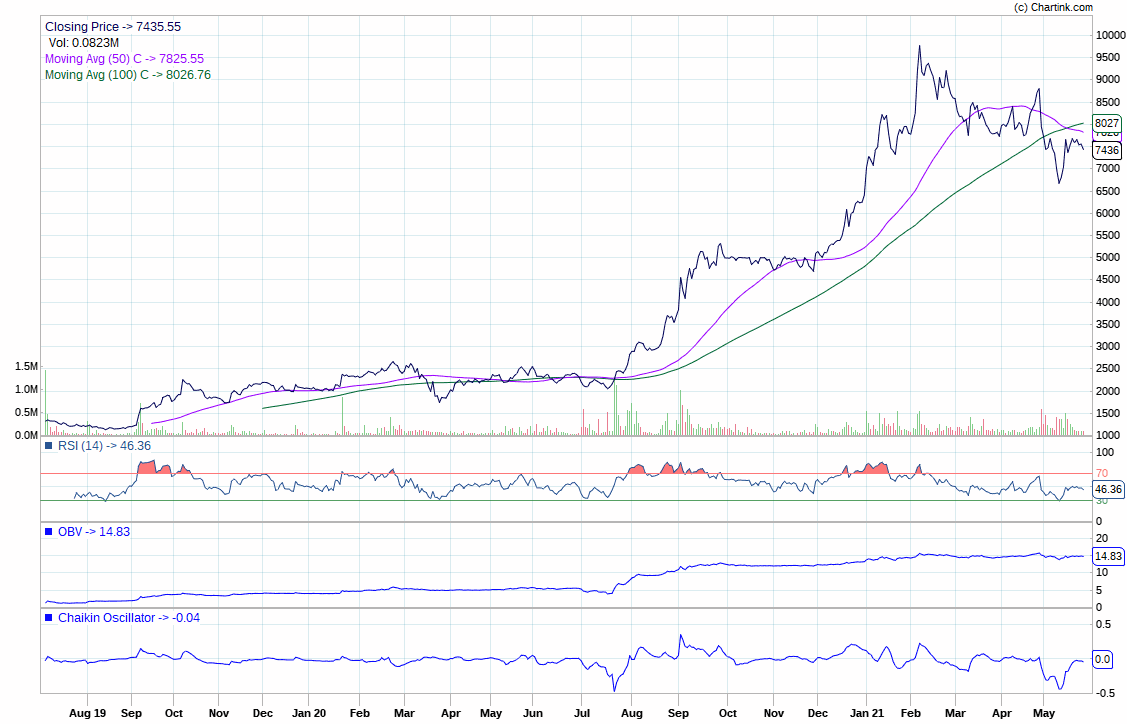 (c) Chartink.com
Closing Price -> 7435.55
Vol: 0.0823M
Moving Avg (50) C -> 7825.55
Moving Avg (100) C -> 8026.76
10000
9500
9000
8500
8027
7436
7000
6500
6000
5500
5000
4500
4000
3500
3000
2500
2000
1500
1000
1.5M
1.0M
0.5M
0.0M
RSI (14) -> 46.36
100
70
46.36
30
0
OBV -> 14.83
20
14.83
10
5
0
Chaikin Oscillator -> -0.04
0.5
0.0
-0.5
Aug 19 Sep Oct Nov Dec Jan 20 Feb Mar Apr May Jun Jul Aug Sep Oct Nov Dec Jan 21 Feb Mar Apr May